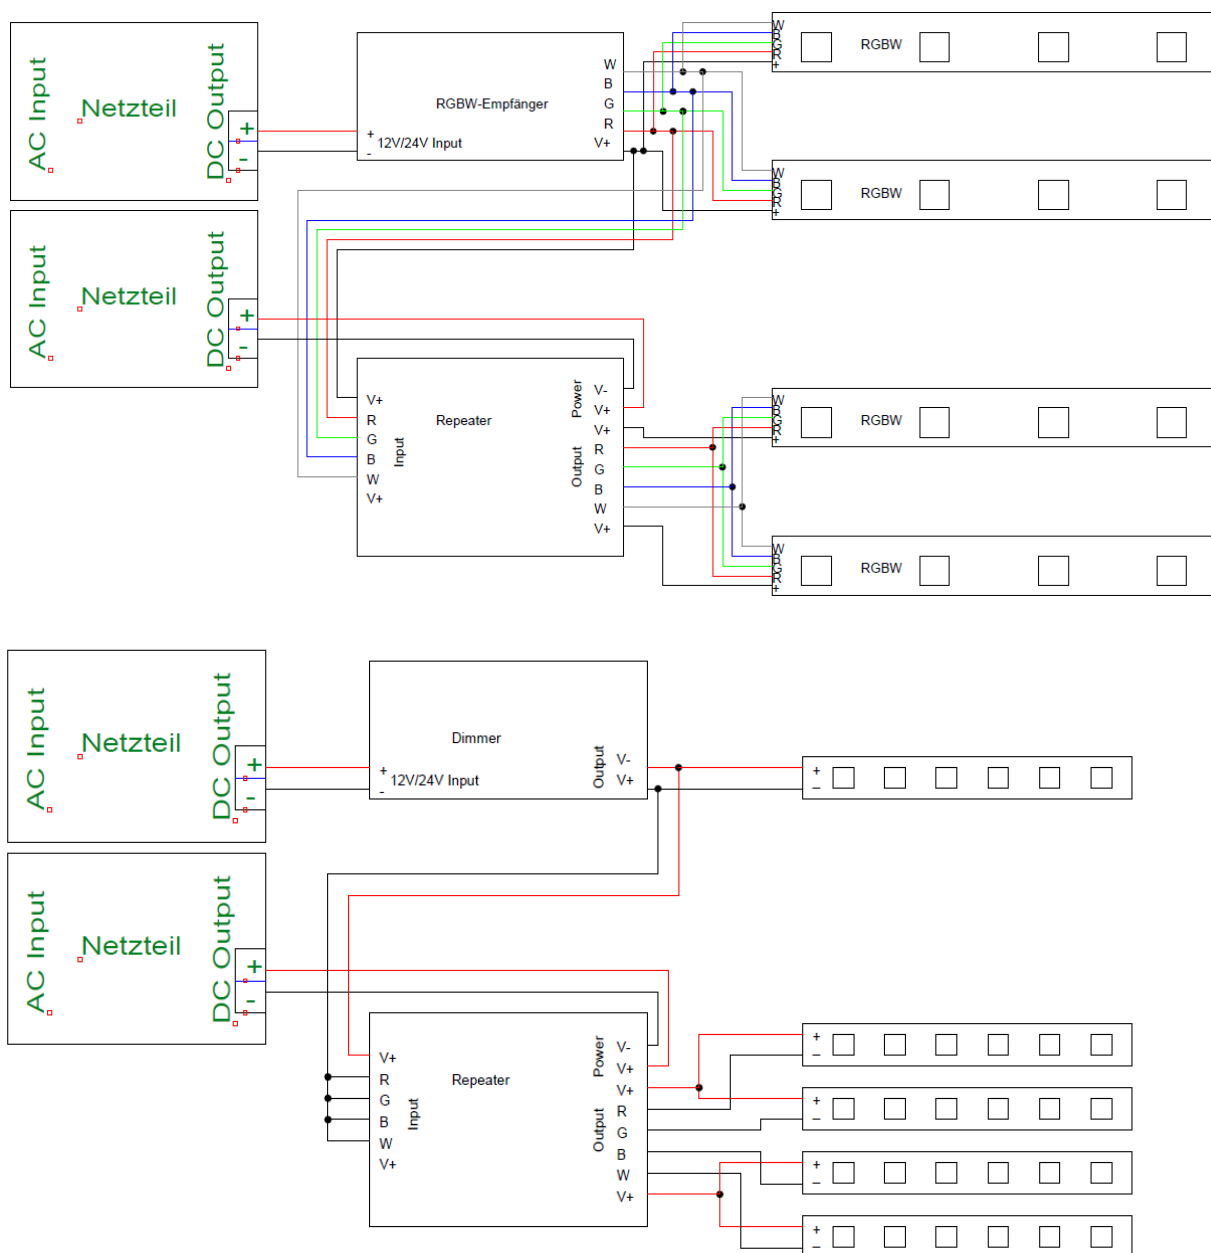 AC Input
Netzteil
DC Output
+
-
+
12V/24V Input
-
RGBW-Empfänger
W
B
G
R
V+
W
B
G
R
+
RGBW
W
B
G
R
+
RGBW
AC Input
Netzteil
DC Output
+
-
V+
R
G
B
W
V+
Input
Repeater
Power
Output
V-
V+
V+
R
G
B
W
V+
W
B
G
R
+
RGBW
W
B
G
R
+
RGBW
AC Input
Netzteil
DC Output
+
-
+
12V/24V Input
-
Dimmer
Output
V-
V+
+
–
AC Input
Netzteil
DC Output
+
-
V+
R
G
B
W
V+
Input
Repeater
Power
Output
V-
V+
V+
R
G
B
W
V+
+
–
+
–
+
–
+
–